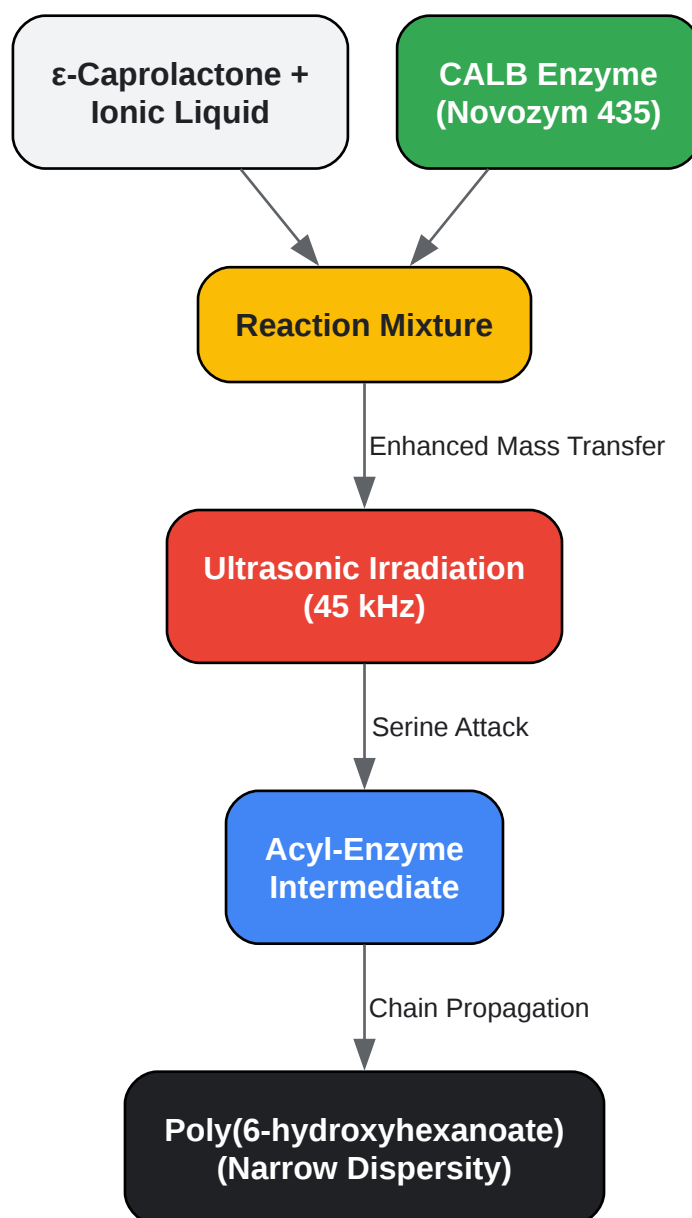 ε-Caprolactone +
Ionic Liquid
CALB Enzyme
(Novozym 435)
Reaction Mixture
Enhanced Mass Transfer
Ultrasonic Irradiation
(45 kHz)
Serine Attack
Acyl-Enzyme
Intermediate
Chain Propagation
Poly(6-hydroxyhexanoate)
(Narrow Dispersity)